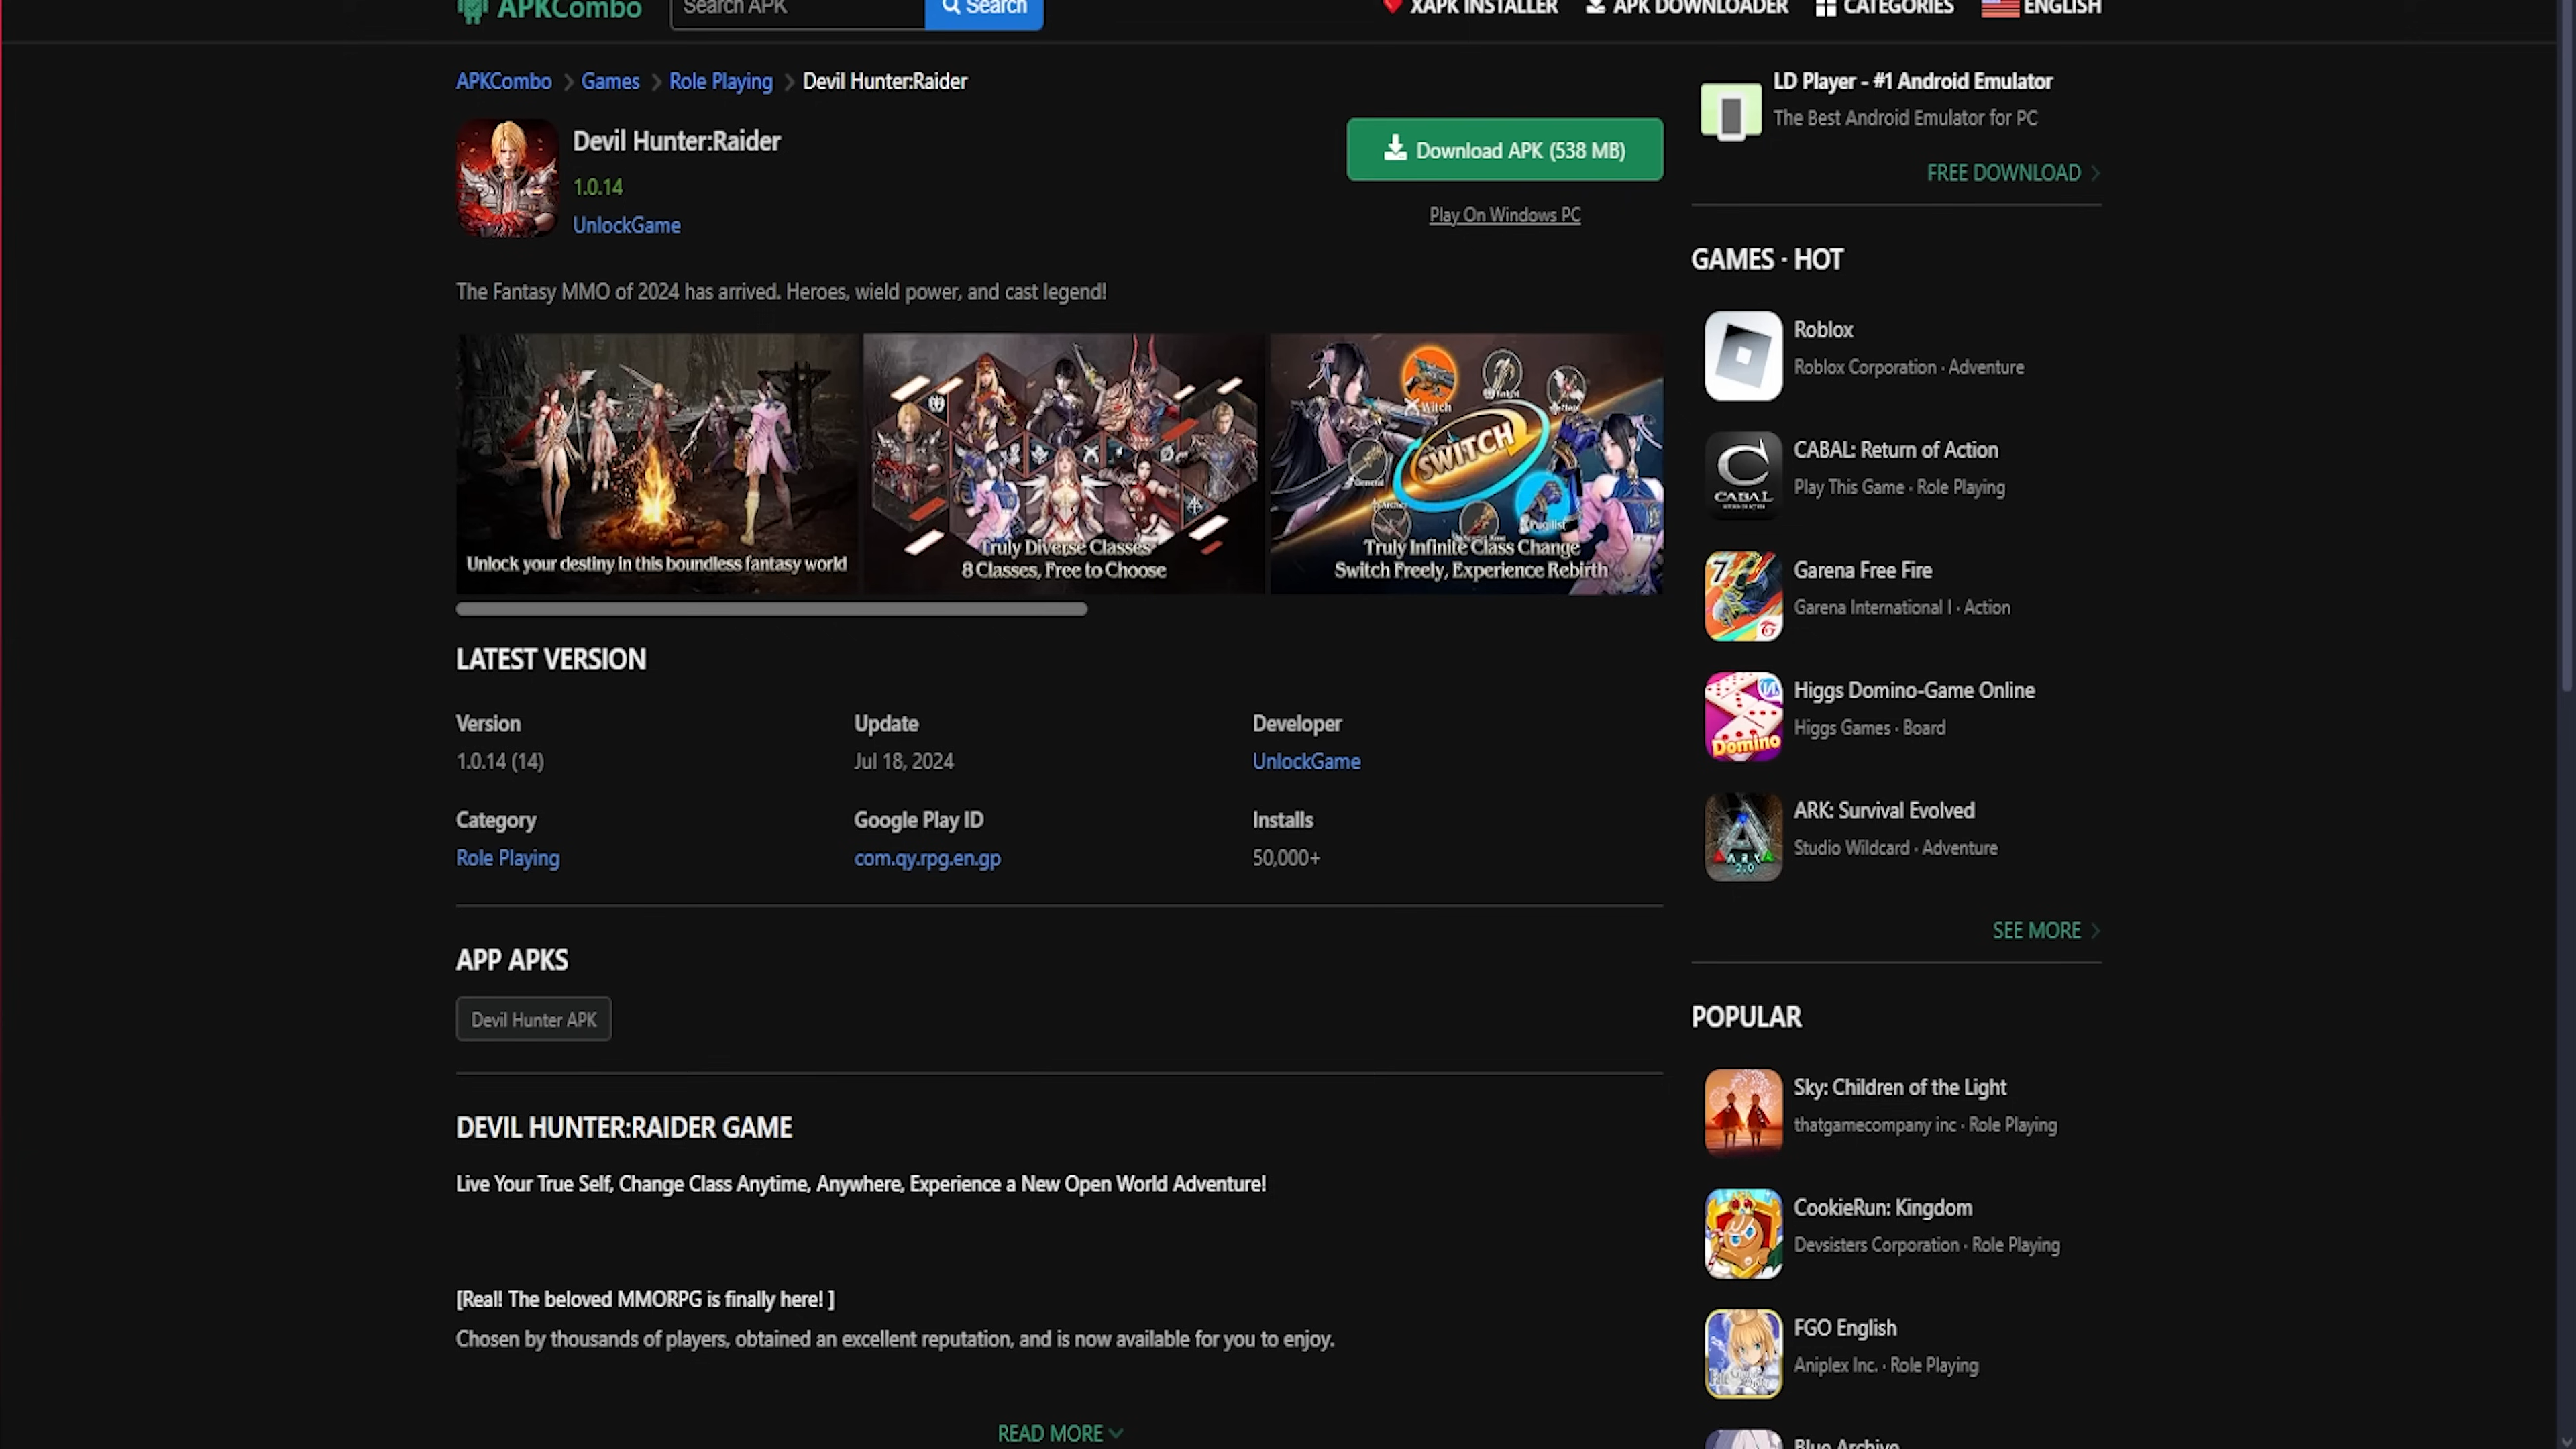 APKCombo
Search APK
Search
XAPK INSTALLER
APK DOWNLOADER
CATEGORIES
ENGLISH
APKCombo > Games > Role Playing > Devil Hunter:Raider
Devil Hunter:Raider
1.0.14
UnlockGame
Download APK (538 MB)
Play On Windows PC
The Fantasy MMO of 2024 has arrived. Heroes, wield power, and cast legend!
Unlock your destiny in this boundless fantasy world
Truly Diverse Classes
8 Classes, Free to Choose
Witch
Knight
SWITCH
General
Pugilist
Truly Infinite Class Change
Switch Freely, Experience Rebirth
LATEST VERSION
Version
1.0.14 (14)
Update
Jul 18, 2024
Developer
UnlockGame
Category
Role Playing
Google Play ID
com.qy.rpg.en.gp
Installs
50,000+
APP APKS
Devil Hunter APK
DEVIL HUNTER:RAIDER GAME
Live Your True Self, Change Class Anytime, Anywhere, Experience a New Open World Adventure!
[Real! The beloved MMORPG is finally here! ]
Chosen by thousands of players, obtained an excellent reputation, and is now available for you to enjoy.
READ MORE
LD Player - #1 Android Emulator
The Best Android Emulator for PC
FREE DOWNLOAD
GAMES · HOT
Roblox
Roblox Corporation · Adventure
CABAL
CABAL: Return of Action
Play This Game · Role Playing
7
Garena Free Fire
Garena International I · Action
Domino
Higgs Domino-Game Online
Higgs Games · Board
ARK
2.0
ARK: Survival Evolved
Studio Wildcard · Adventure
SEE MORE
POPULAR
Sky: Children of the Light
thatgamecompany inc · Role Playing
CookieRun: Kingdom
Devsisters Corporation · Role Playing
FGO English
Aniplex Inc. · Role Playing
Blue Archive